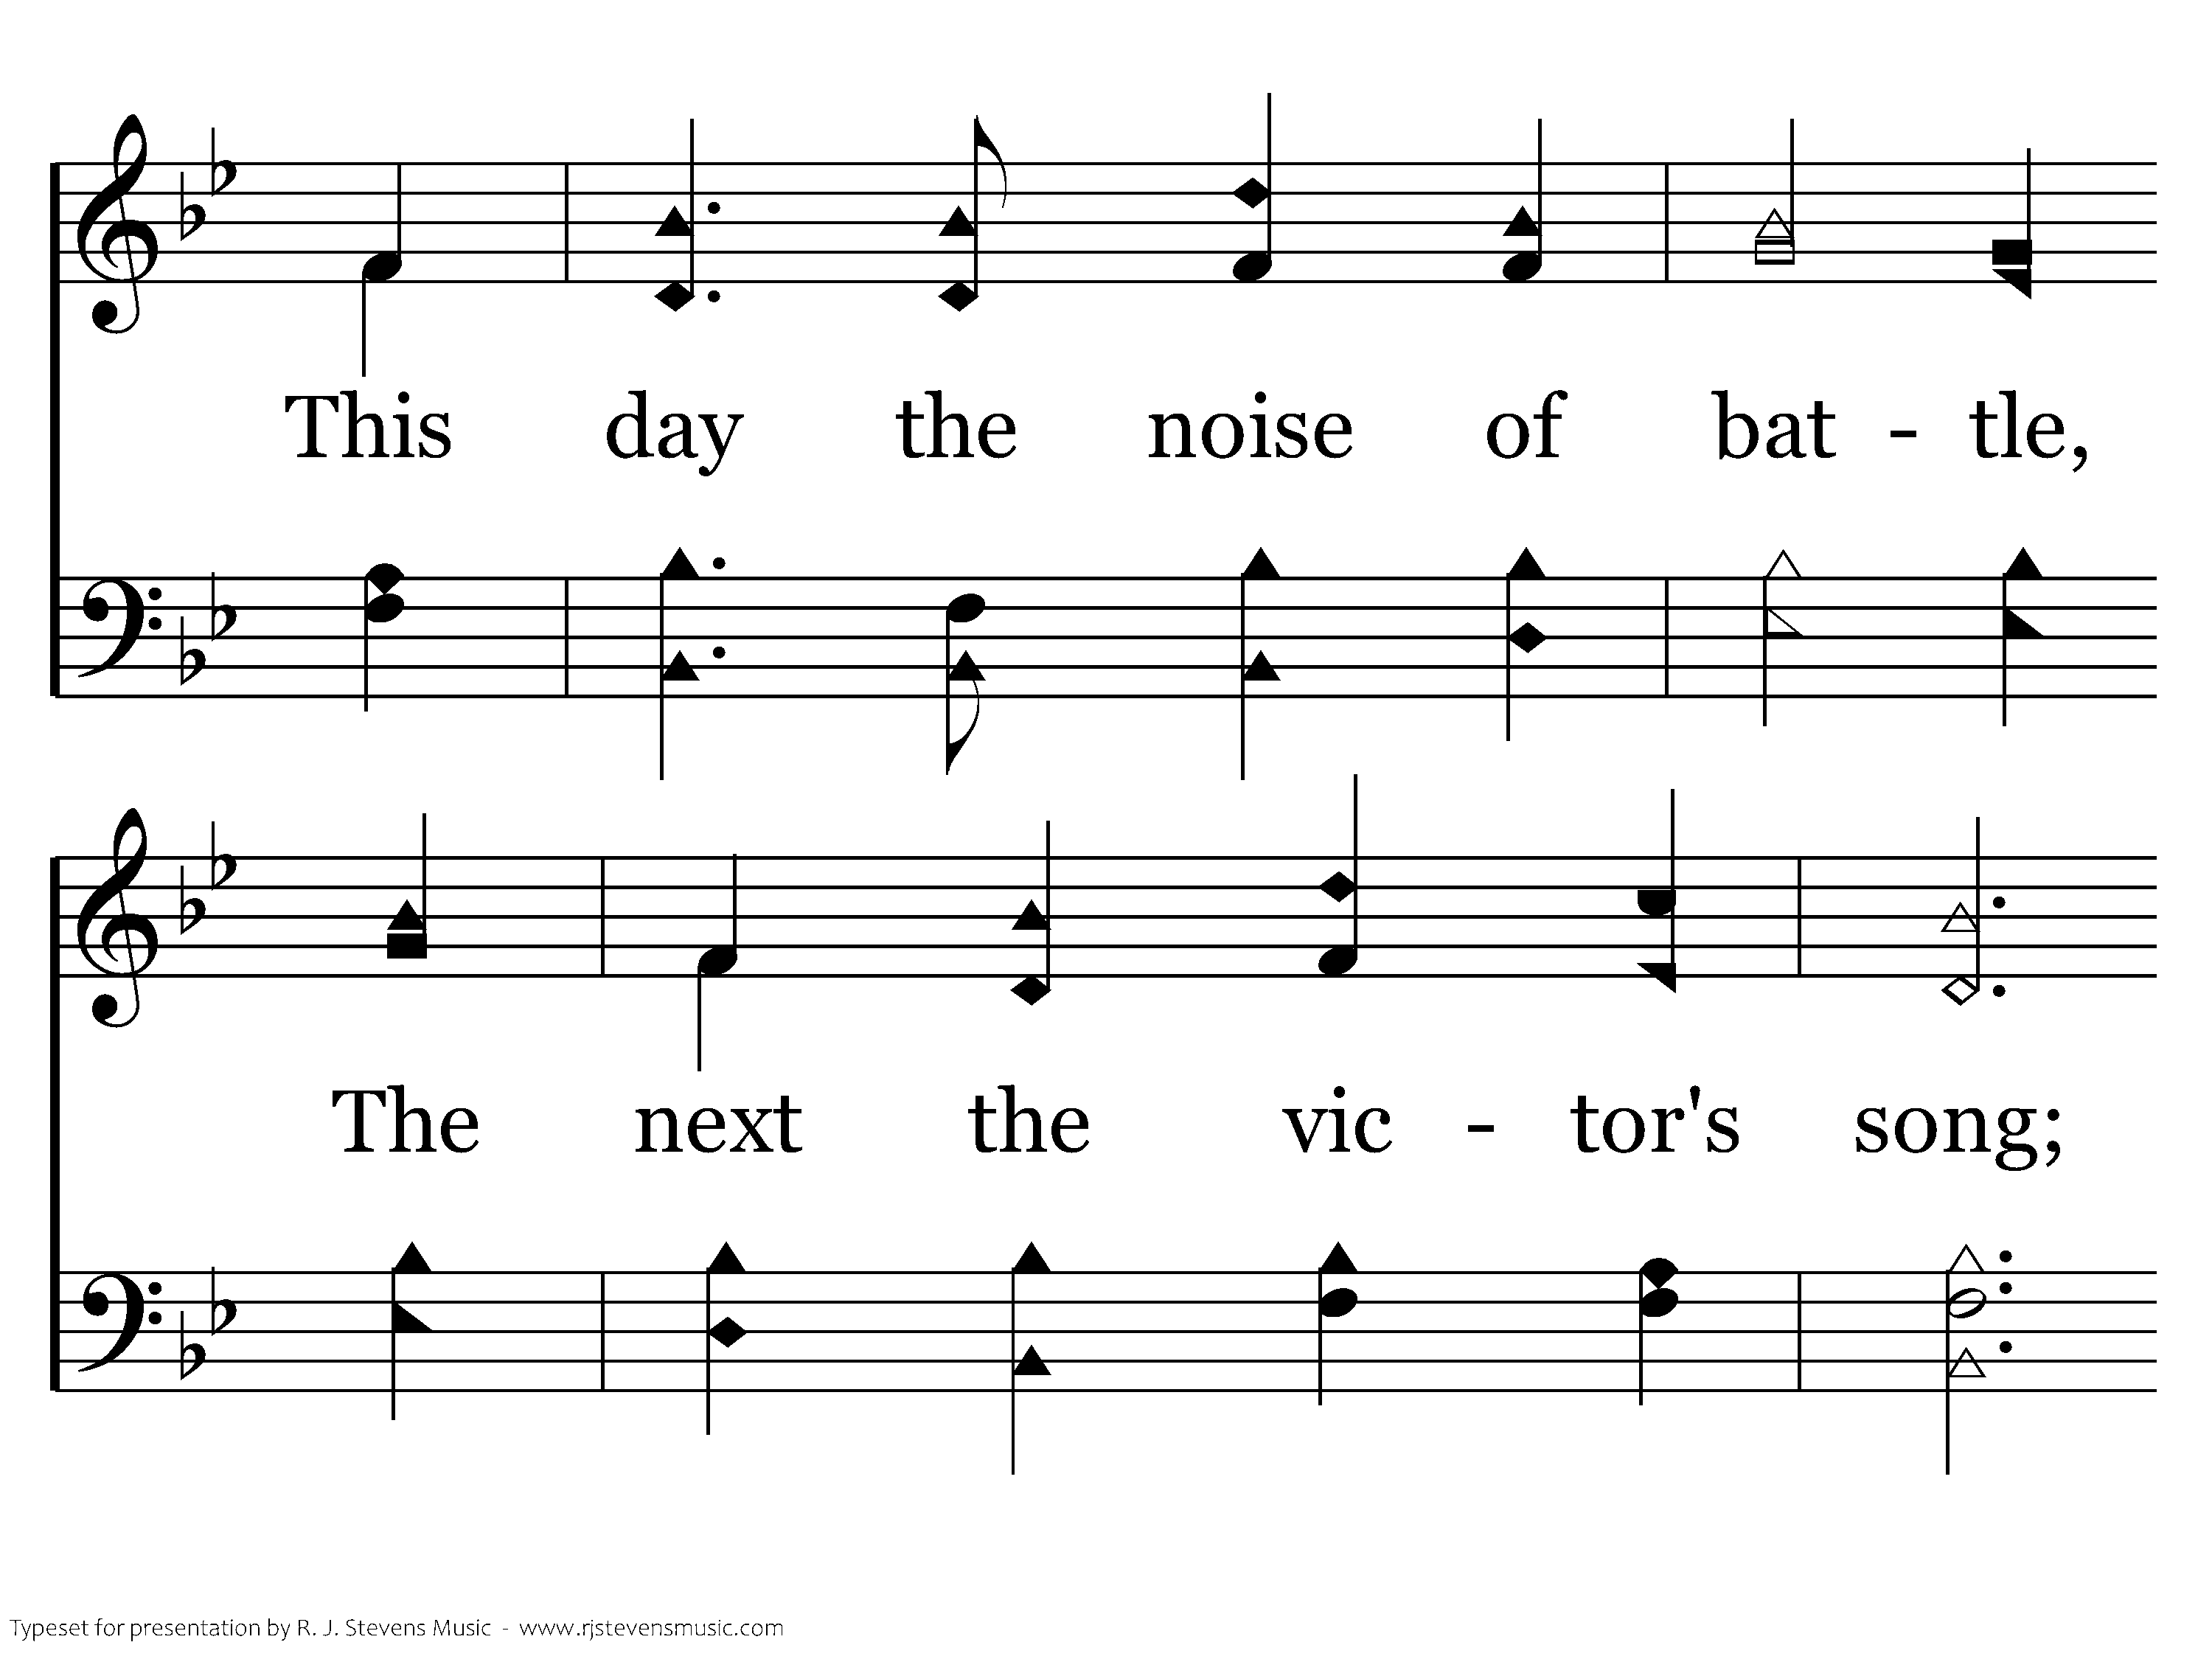 This day the noise of bat - tle,
The next the vic - tor's song;
Typeset for presentation by R. J. Stevens Music - www.rjstevensmusic.com